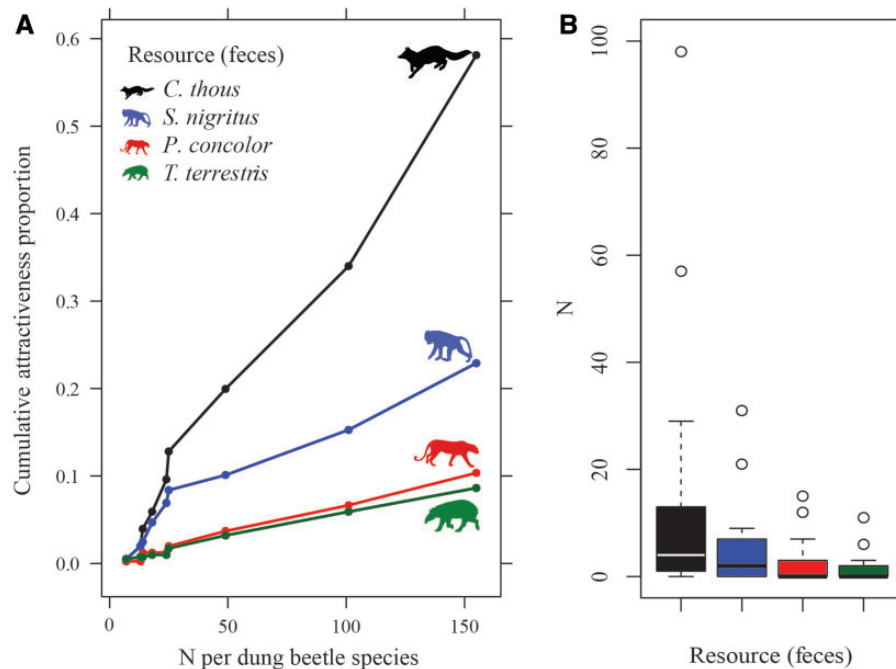 A
Resource (feces)
C. thous
S. nigritus
P. concolor
T. terrestris
0.6
0.5
0.4
0.3
0.2
0.1
0.0
Cumulative attractiveness proportion
0
50
100
150
N per dung beetle species
B
100
80
60
40
20
0
N
Resource (feces)